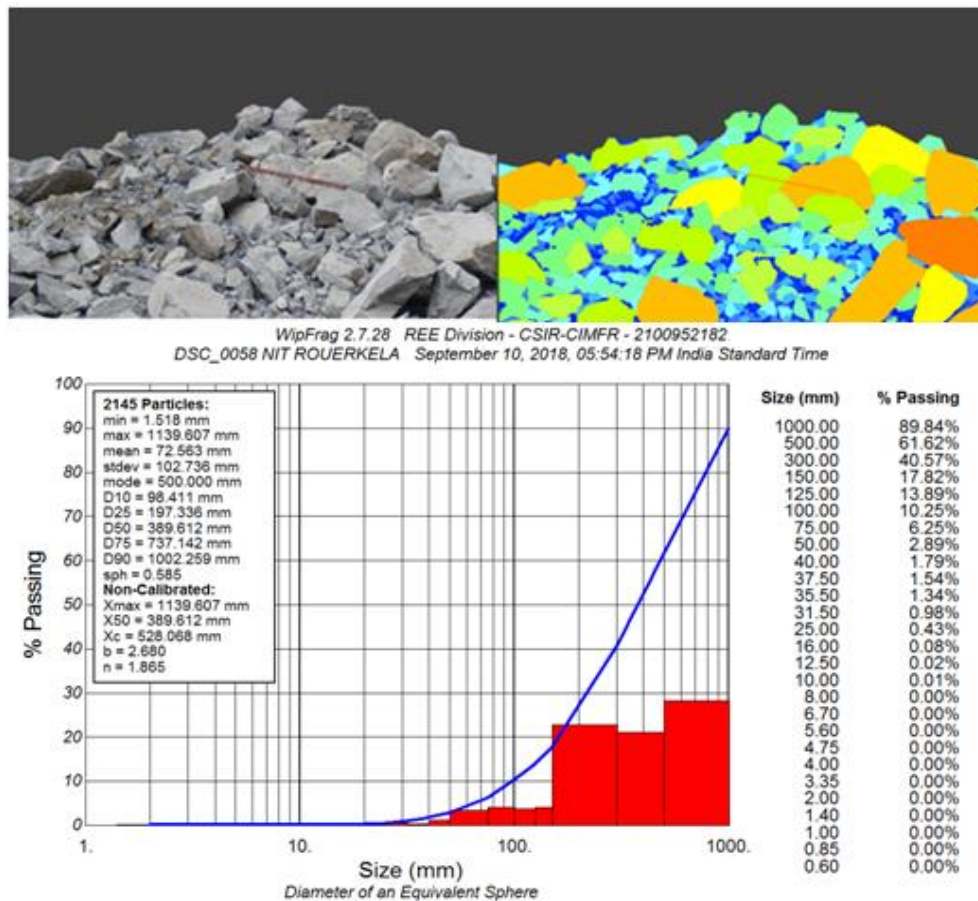 WipFrag 2.7.28 REE Division - CSIR-CIMFR - 2100952182
DSC_0058 NIT ROUERKELA September 10, 2018, 05:54:18 PM India Standard Time
100
90
80
70
60
50
40
30
20
10
0
% Passing
2145 Particles:
min = 1.518 mm
max = 1139.607 mm
mean = 72.563 mm
stdev = 102.736 mm
mode = 500.000 mm
D10 = 98.411 mm
D25 = 197.336 mm
D50 = 389.612 mm
D75 = 737.142 mm
D90 = 1002.259 mm
sph = 0.585
Non-Calibrated:
Xmax = 1139.607 mm
X50 = 389.612 mm
Xc = 528.068 mm
b = 2.680
n = 1.865
1. 10. 100. 1000.
Size (mm)
Diameter of an Equivalent Sphere
Size (mm) % Passing
1000.00 89.84%
500.00 61.62%
300.00 40.57%
150.00 17.82%
125.00 13.89%
100.00 10.25%
75.00 6.25%
50.00 2.89%
40.00 1.79%
37.50 1.54%
35.50 1.34%
31.50 0.98%
25.00 0.43%
16.00 0.08%
12.50 0.02%
10.00 0.01%
8.00 0.00%
6.70 0.00%
5.60 0.00%
4.75 0.00%
4.00 0.00%
3.35 0.00%
2.00 0.00%
1.40 0.00%
1.00 0.00%
0.85 0.00%
0.60 0.00%